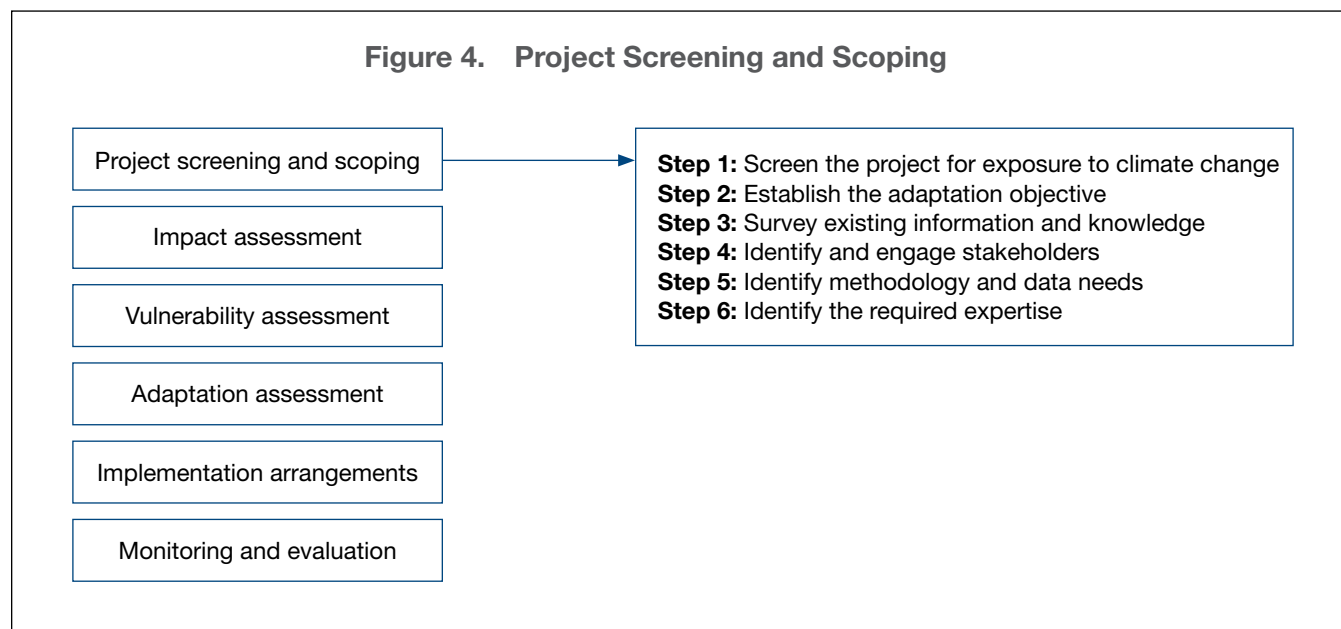 Figure 4. Project Screening and Scoping
Project screening and scoping
Impact assessment
Vulnerability assessment
Adaptation assessment
Implementation arrangements
Monitoring and evaluation
Step 1: Screen the project for exposure to climate change
Step 2: Establish the adaptation objective
Step 3: Survey existing information and knowledge
Step 4: Identify and engage stakeholders
Step 5: Identify methodology and data needs
Step 6: Identify the required expertise